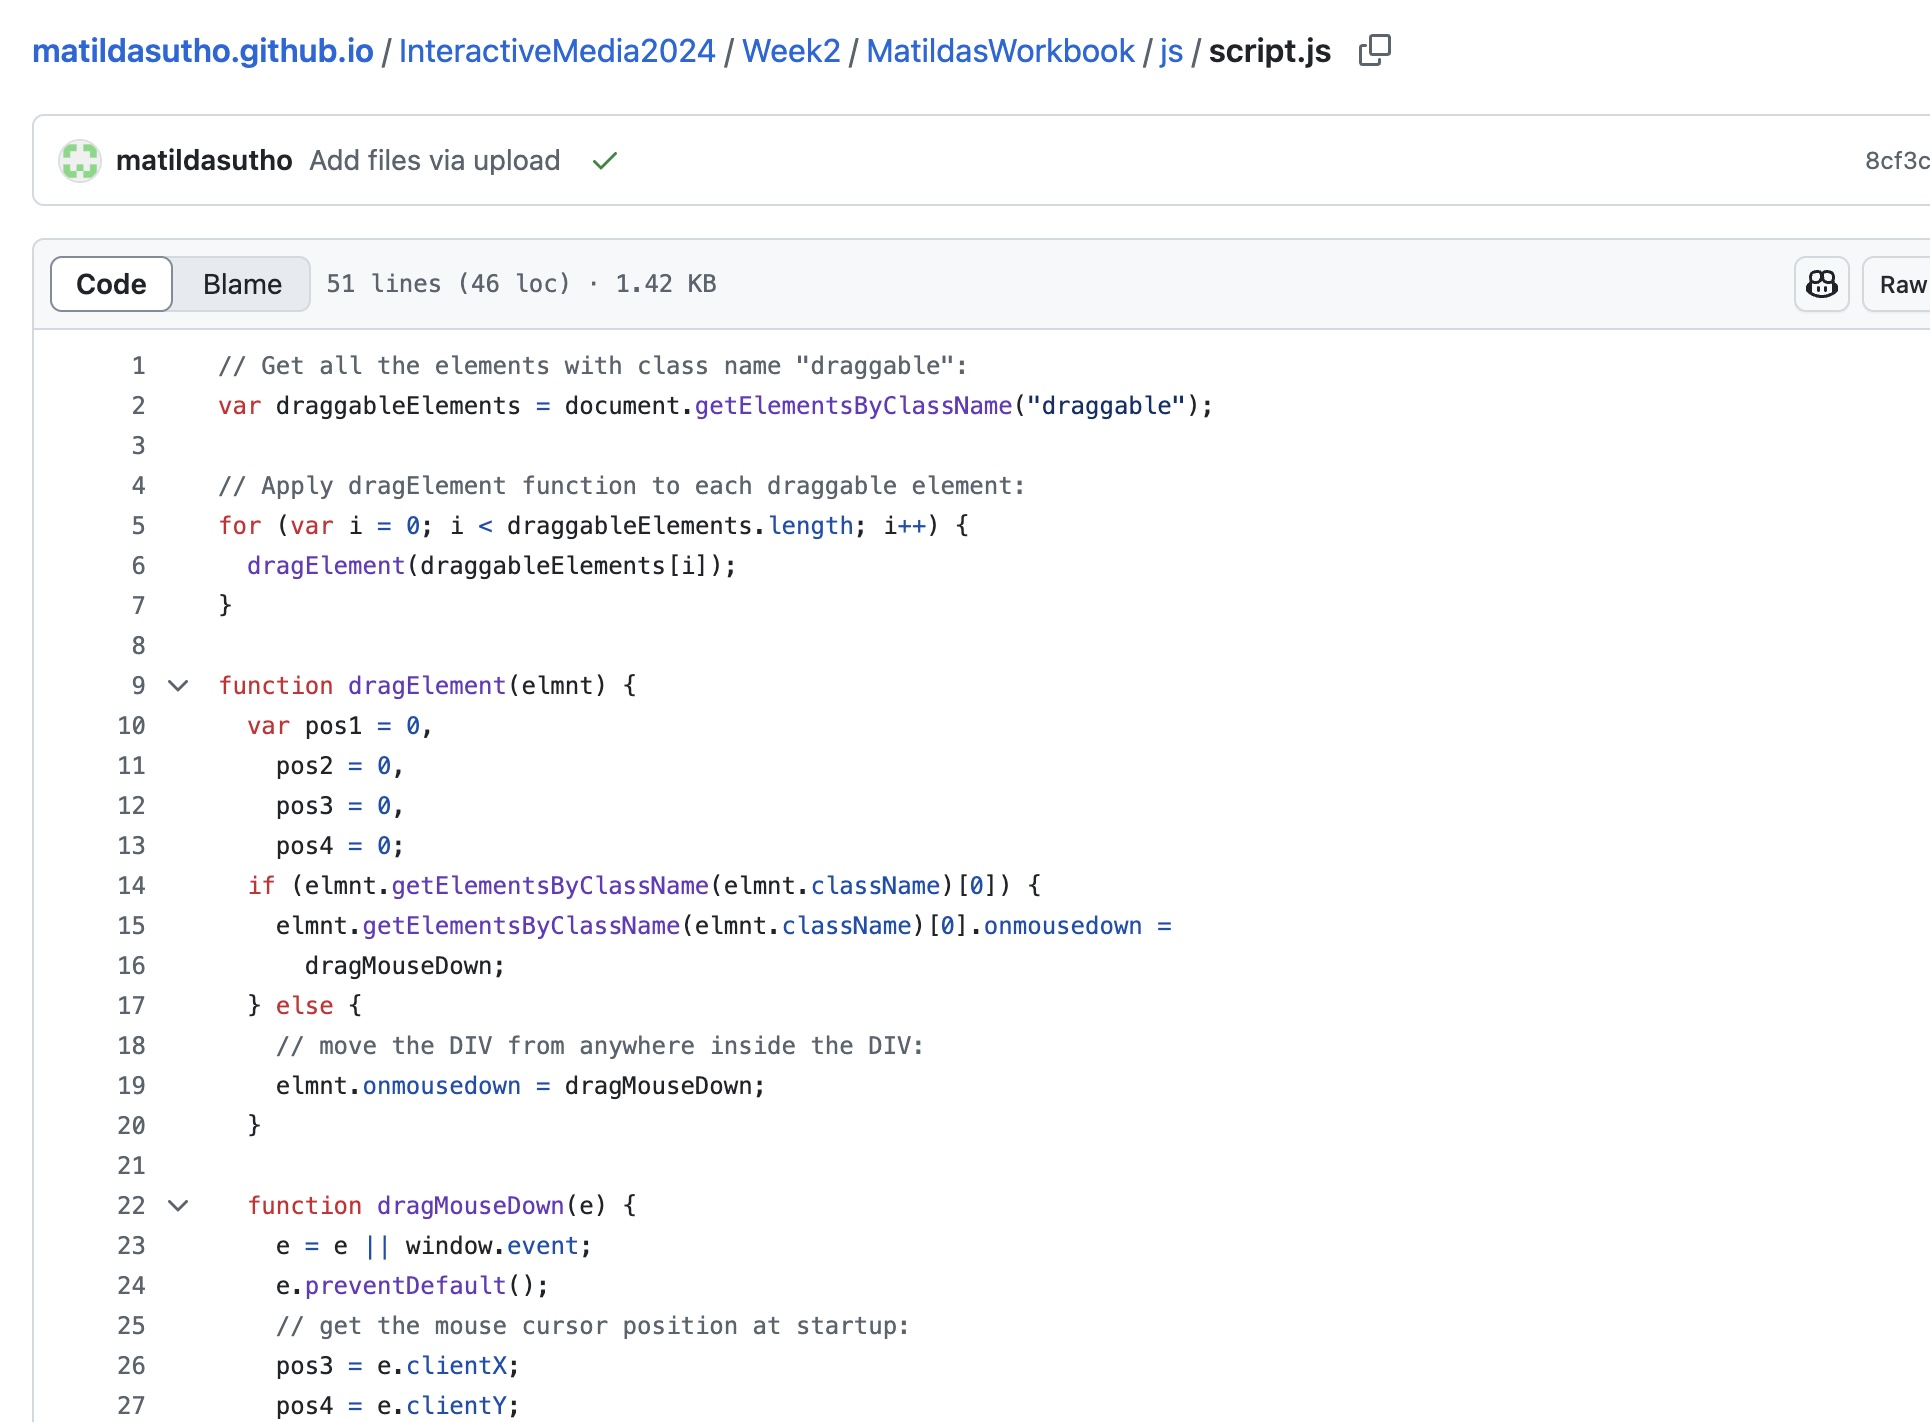 matildasutho.github.io / InteractiveMedia2024 / Week2 / MatildasWorkbook / js / script.js
matildasutho Add files via upload 8cf3c
Code Blame 51 lines (46 loc) · 1.42 KB Raw
1 // Get all the elements with class name "draggable":
2 var draggableElements = document.getElementsByClassName("draggable");
3
4 // Apply dragElement function to each draggable element:
5 for (var i = 0; i < draggableElements.length; i++) {
6   dragElement(draggableElements[i]);
7 }
8
9 function dragElement(elmnt) {
10   var pos1 = 0,
11     pos2 = 0,
12     pos3 = 0,
13     pos4 = 0;
14   if (elmnt.getElementsByClassName(elmnt.className)[0]) {
15     elmnt.getElementsByClassName(elmnt.className)[0].onmousedown =
16       dragMouseDown;
17   } else {
18     // move the DIV from anywhere inside the DIV:
19     elmnt.onmousedown = dragMouseDown;
20   }
21
22   function dragMouseDown(e) {
23     e = e || window.event;
24     e.preventDefault();
25     // get the mouse cursor position at startup:
26     pos3 = e.clientX;
27     pos4 = e.clientY;